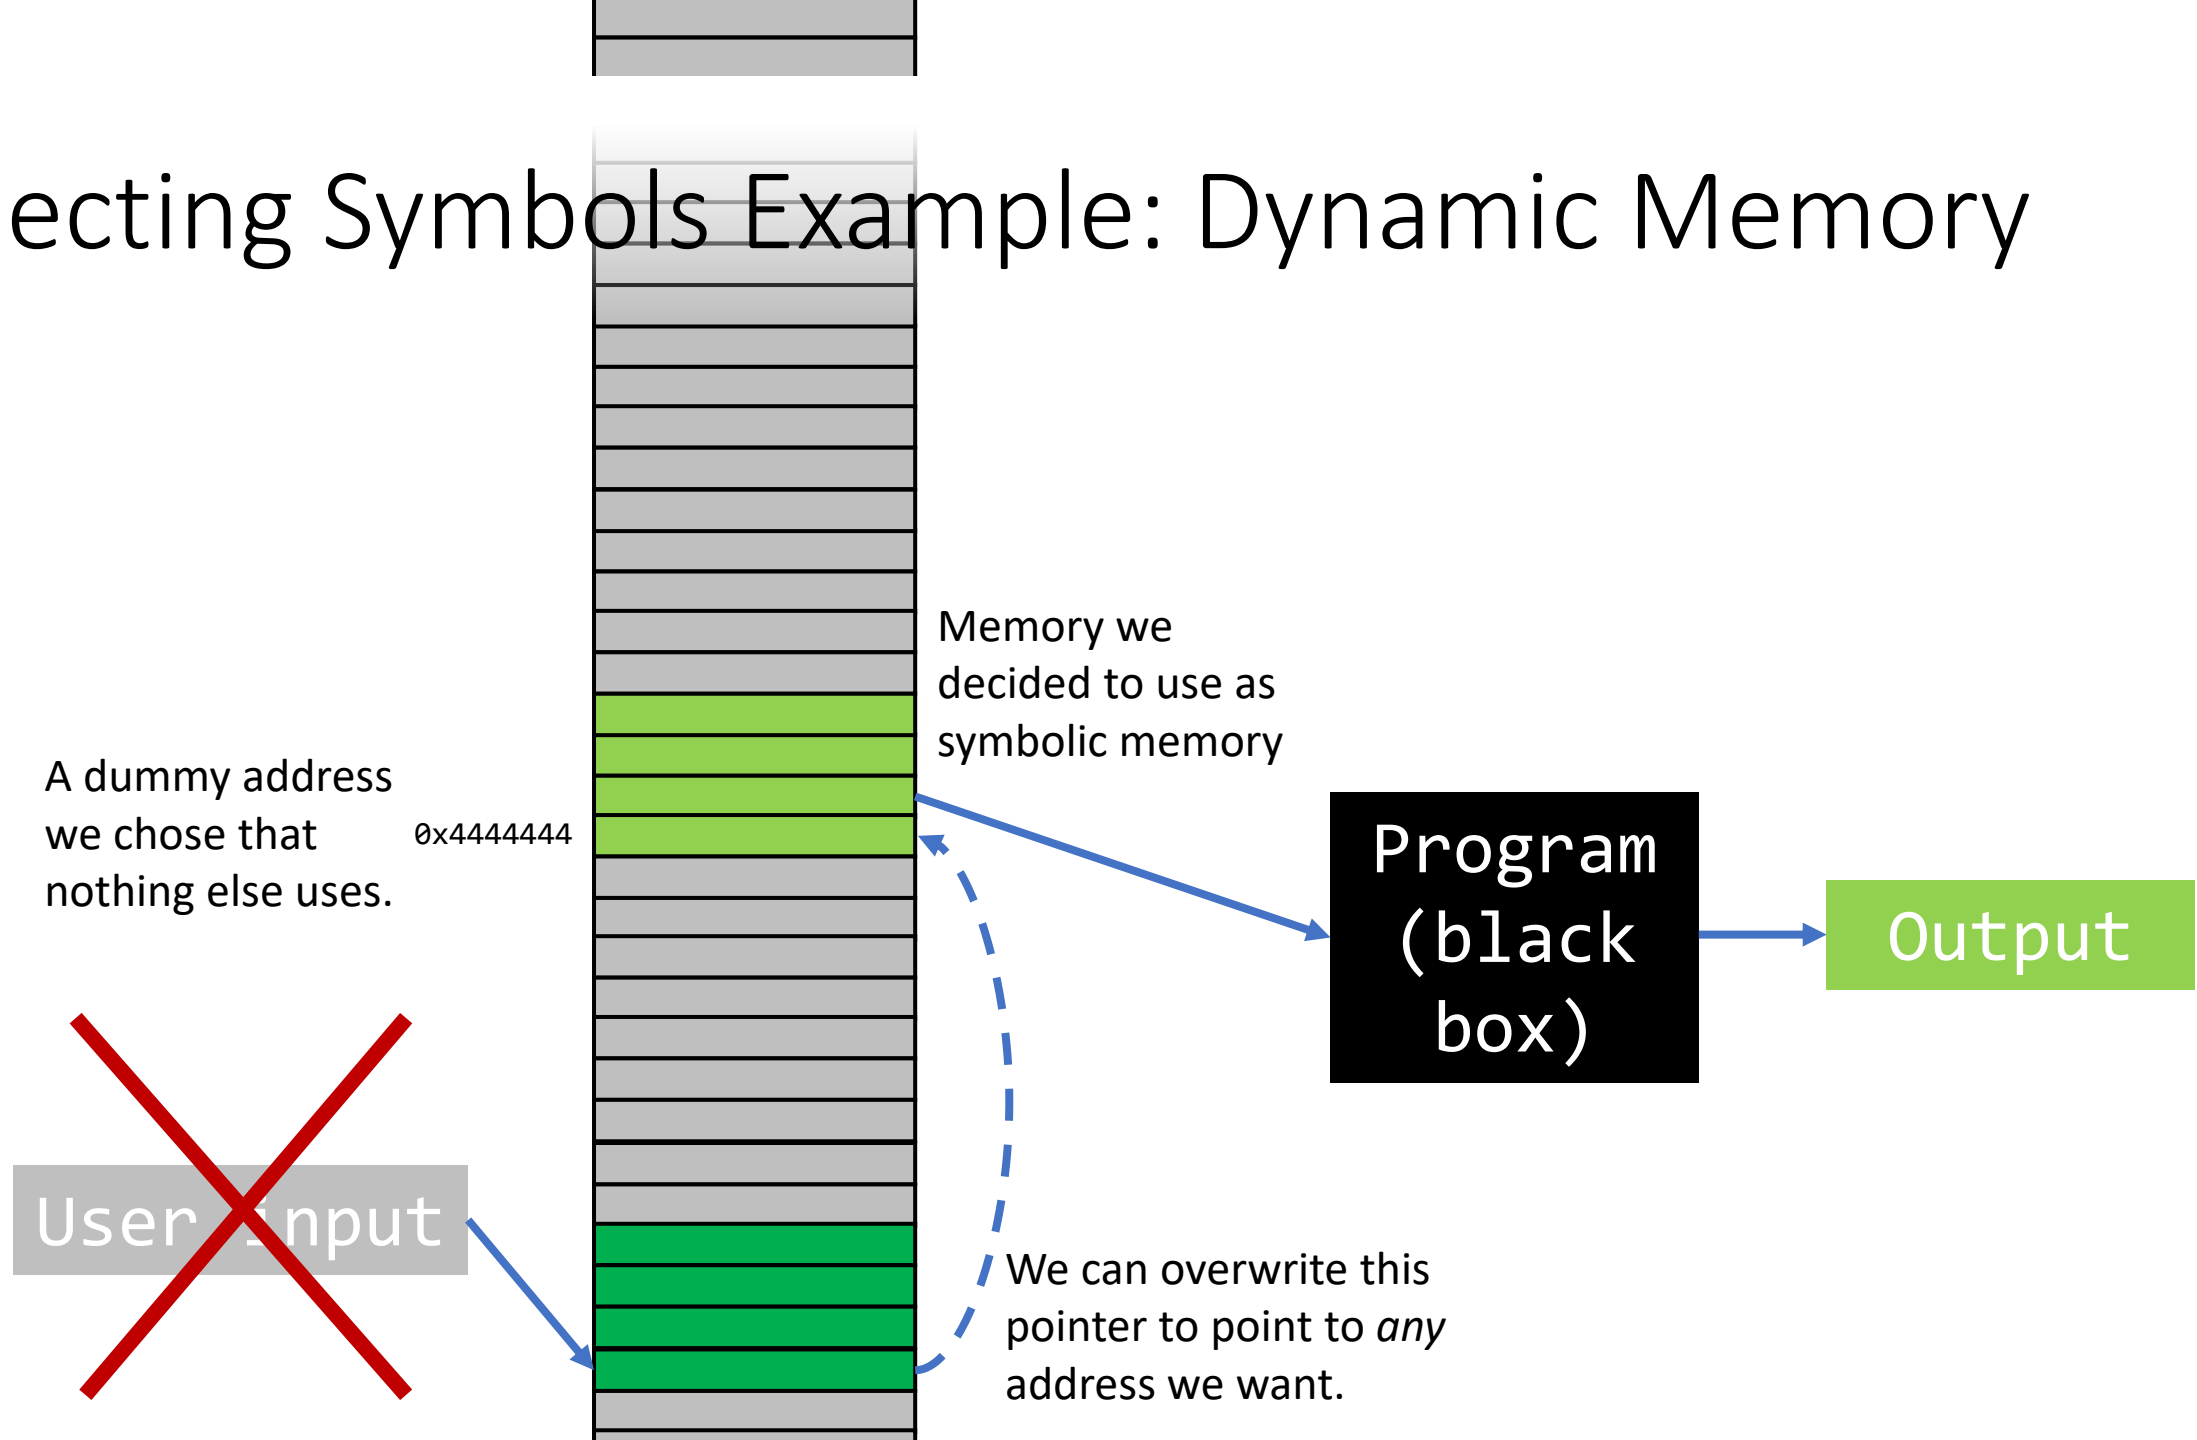 ecting Symbols Example: Dynamic Memory
Memory we
decided to use as
symbolic memory
A dummy address
we chose that
nothing else uses.
0x4444444
Program
(black
box)
Output
User input
We can overwrite this
pointer to point to any
address we want.